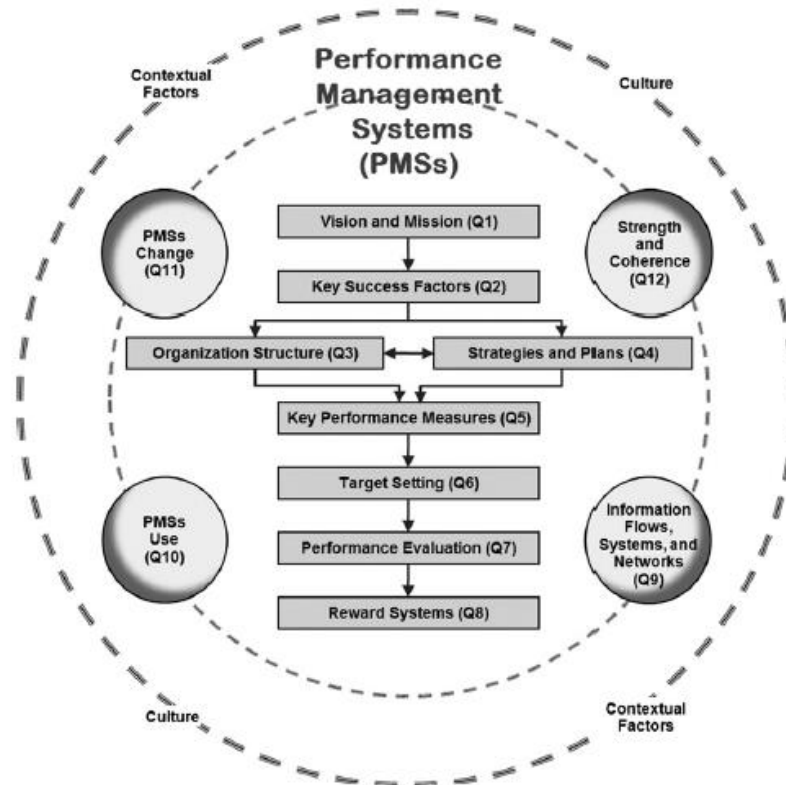 Performance
Management
Systems
(PMSs)
Contextual
Factors
Culture
PMSs
Change
(Q11)
Vision and Mission (Q1)
Strength
and
Coherence
(Q12)
Key Success Factors (Q2)
Organization Structure (Q3)
Strategies and Plans (Q4)
Key Performance Measures (Q5)
Target Setting (Q6)
PMSs
Use
(Q10)
Performance Evaluation (Q7)
Information
Flows,
Systems, and
Networks
(Q9)
Reward Systems (Q8)
Culture
Contextual
Factors